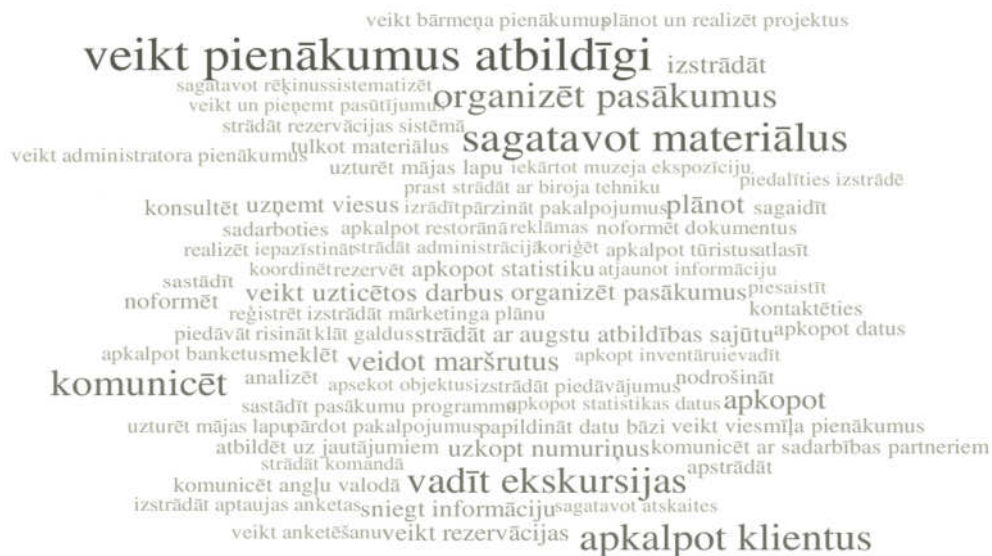 veikt bārmeņa pienākumus plānot un realizēt projektus
veikt pienākumus atbildīgi izstrādāt
sagatavot rēķinus sistematizēt
organizēt pasākumus
veikt un pieņemt pasūtījumus
strādāt rezervācijas sistēmā
sagatavot materiālus
tulkot materiālus
veikt administratora pienākumus
uzturēt mājas lapu iekārtot muzeja ekspozīciju
prast strādāt ar biroja tehniku piedalīties izstrādē
konsultēt uzņemt viesus izrādīt pārzināt pakalpojumus plānot sagaidīt
sadarboties apkalpot restorānā reklāmas noformēt dokumentus
realizēt iepazīstināt strādāt administrācijā koriģēt apkalpot tūristus atlasīt
koordinēt rezervēt apkopot statistiku atjaunot informāciju
sastādīt
veikt uzticētos darbus organizēt pasākumus piesaistīt
noformēt
kontaktēties
reģistrēt izstrādāt mārketinga plānu
piedāvāt risināt klāt galdus strādāt ar augstu atbildības sajūtu apkopot datus
apkalpot banketus meklēt veidot maršrutus apkopt inventāru ievadīt
komunicēt analizēt apsekot objektus izstrādāt piedāvājumus nodrošināt
sastādīt pasākumu programmu apkopot statistikas datus apkopot
uzturēt mājas lapu pārdot pakalpojumus papildināt datu bāzi veikt viesmīļa pienākumus
atbildēt uz jautājumiem uzkopt numuriņus komunicēt ar sadarbības partneriem
strādāt komandā
apstrādāt
komunicēt angļu valodā vadīt ekskursijas
izstrādāt aptaujas anketas sniegt informāciju sagatavot atskaites
veikt anketēšanu veikt rezervācijas apkalpot klientus